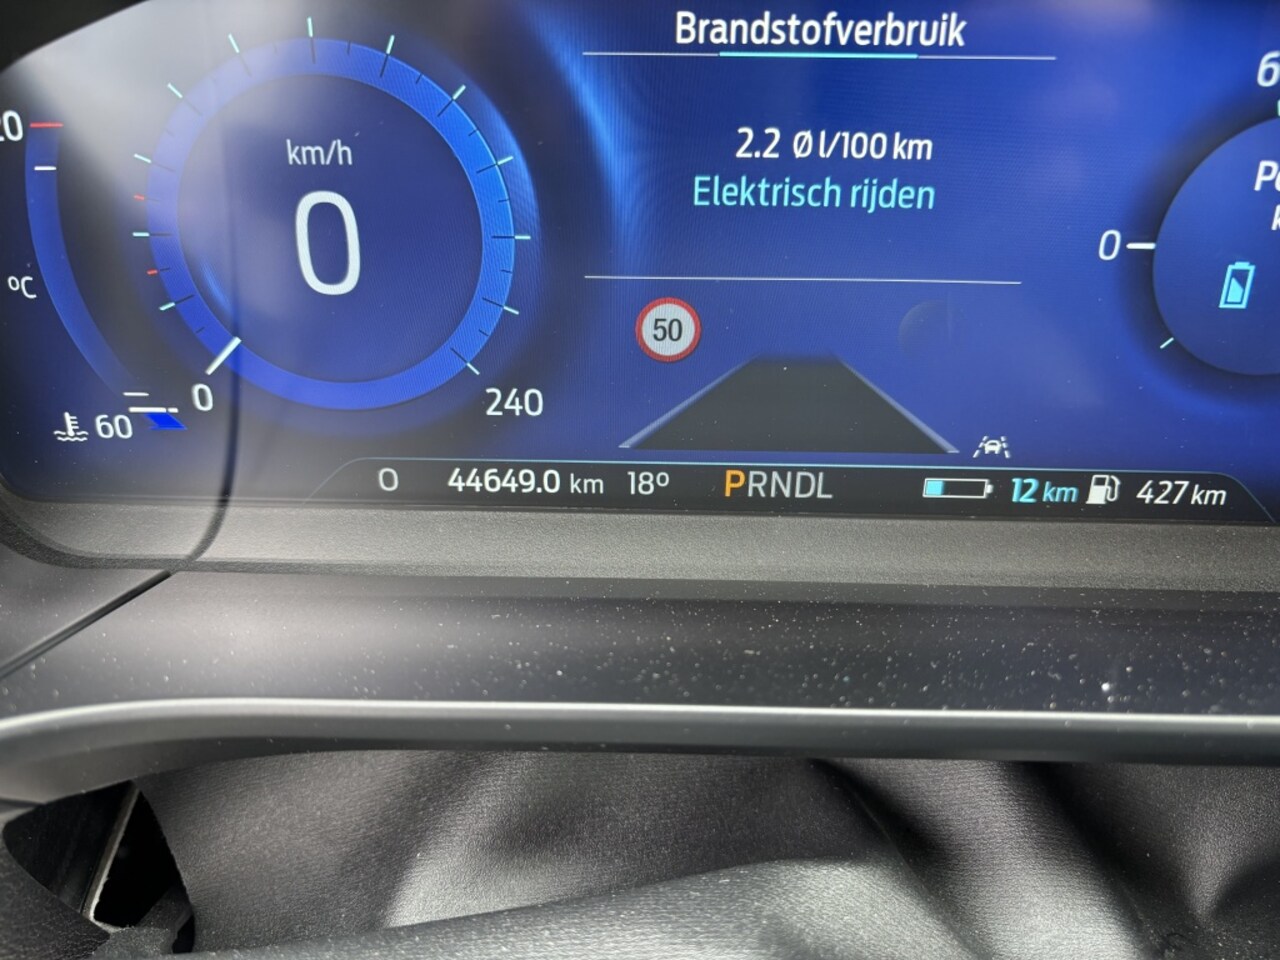 Brandstofverbruik
2.2 Ø l/100 km
Elektrisch rijden
km/h
0
50
0
240
°C
60
0
0 44649.0 km 18° PRNDL 12 km 427 km